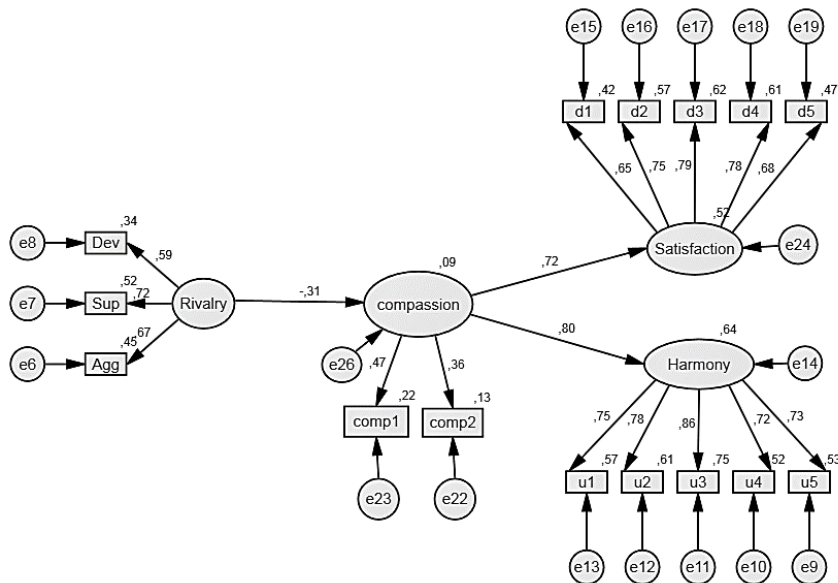 e15 e16 e17 e18 e19
,42 ,57 ,62 ,61 ,47
d1 d2 d3 d4 d5
,65 ,75 ,79 ,78 ,68
,52
Satisfaction
e24
,34
e8 Dev
,59
,52
e7 Sup
,72
Rivalry
,45
,67
e6 Agg
-,31
,09
compassion
,72
,80
e26
,47 ,36
,22 ,13
comp1 comp2
e23 e22
,64
Harmony
e14
,75 ,78 ,86 ,72 ,73
,57 ,61 ,75 ,52 ,53
u1 u2 u3 u4 u5
e13 e12 e11 e10 e9